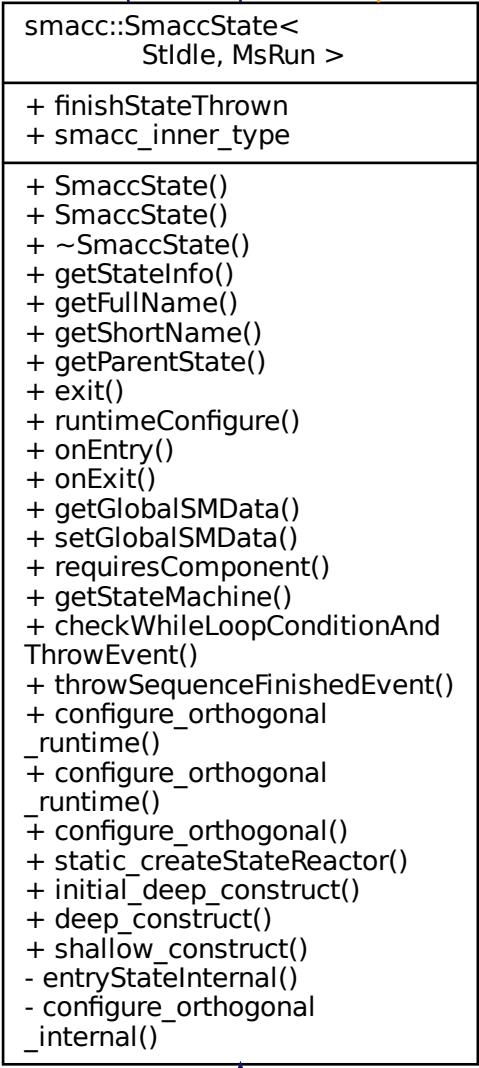 smacc::SmaccState<
StIdle, MsRun >
+ finishStateThrown
+ smacc_inner_type
+ SmaccState()
+ SmaccState()
+ ~SmaccState()
+ getStateInfo()
+ getFullName()
+ getShortName()
+ getParentState()
+ exit()
+ runtimeConfigure()
+ onEntry()
+ onExit()
+ getGlobalSMData()
+ setGlobalSMData()
+ requiresComponent()
+ getStateMachine()
+ checkWhileLoopConditionAnd
ThrowEvent()
+ throwSequenceFinishedEvent()
+ configure_orthogonal
_runtime()
+ configure_orthogonal
_runtime()
+ configure_orthogonal()
+ static_createStateReactor()
+ initial_deep_construct()
+ deep_construct()
+ shallow_construct()
- entryStateInternal()
- configure_orthogonal
_internal()